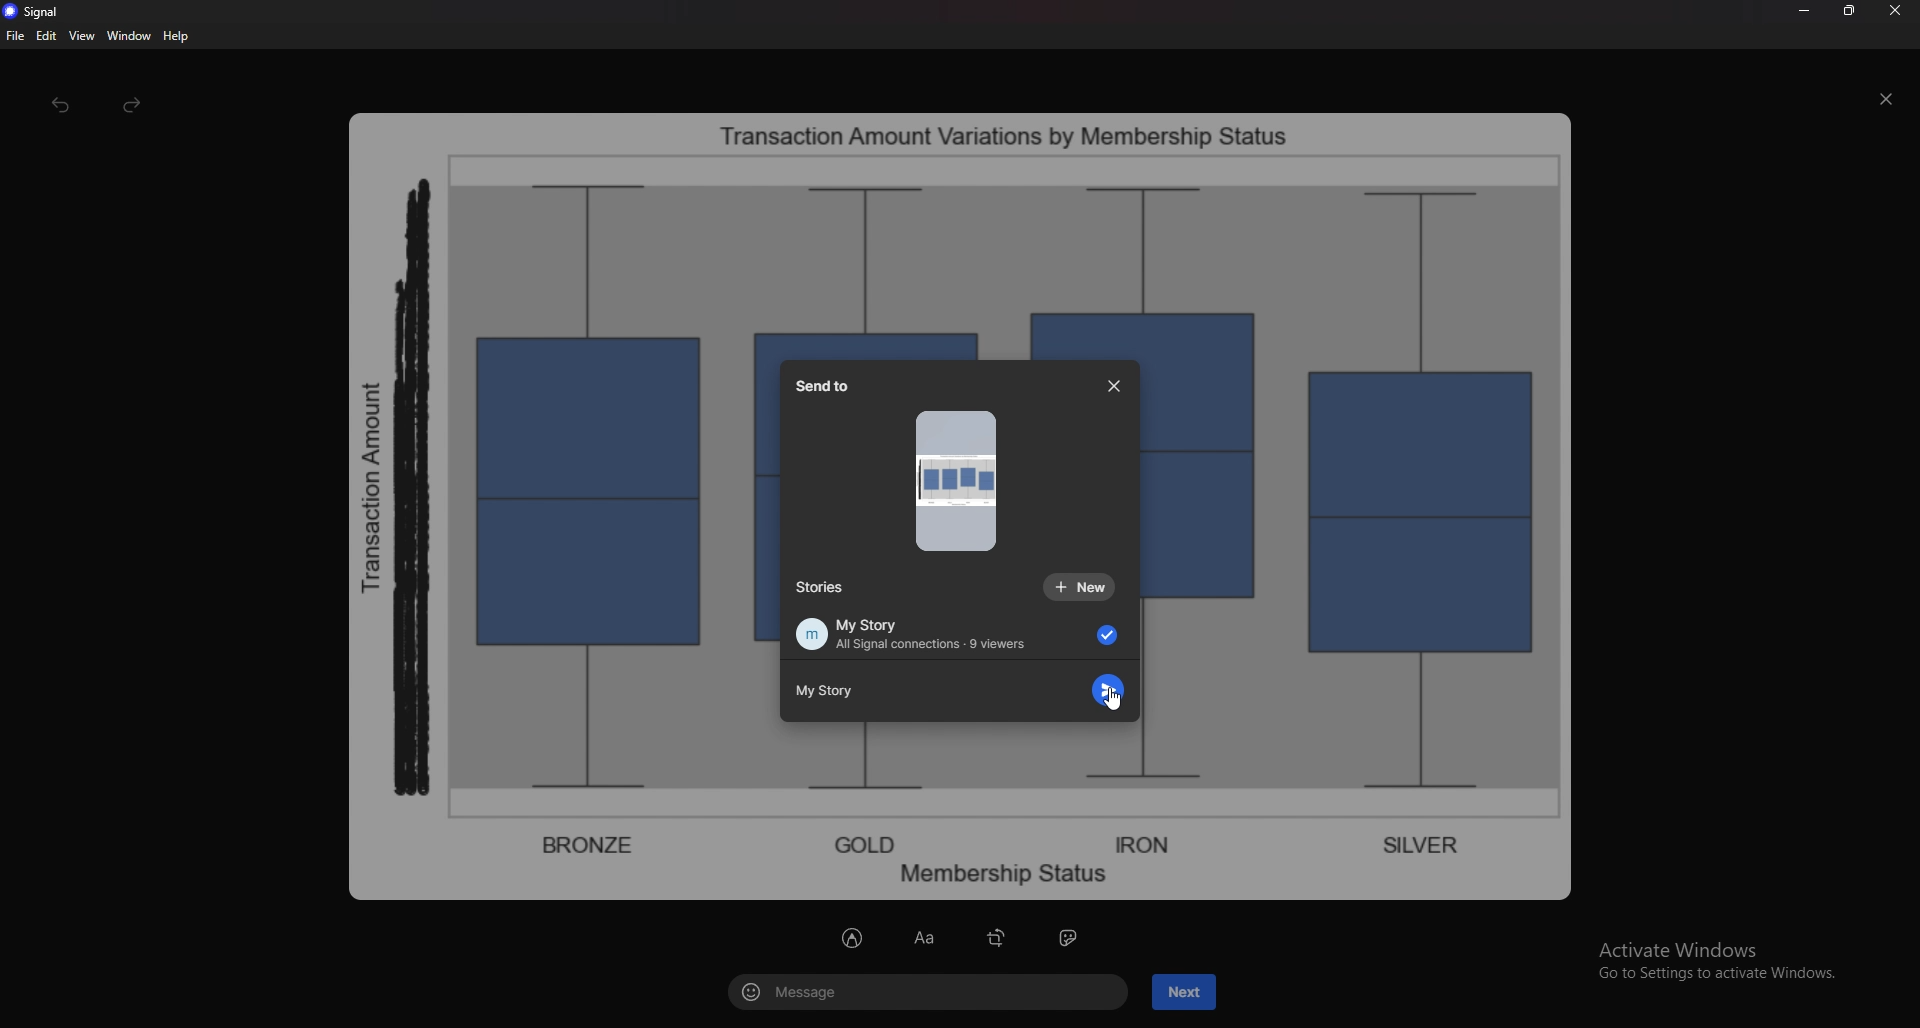 Signal
File Edit View Window Help
Transaction Amount Variations by Membership Status
Transaction Amount
Send to
Stories
+ New
m
My Story
All Signal connections · 9 viewers
My Story
BRONZE GOLD IRON SILVER
Membership Status
Aa
Message
Next
Activate Windows
Go to Settings to activate Windows.